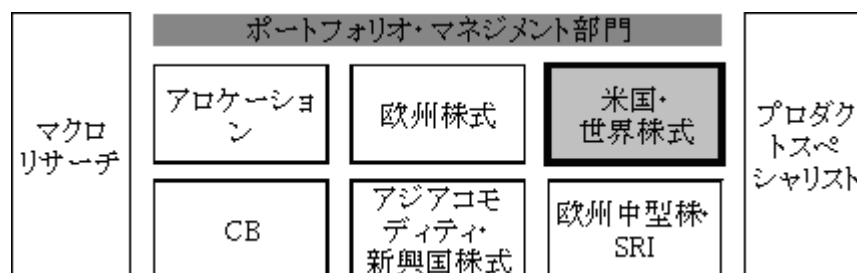 ポートフォリオ・マネジメント部門
マクロ
リサーチ
アロケーショ
ン
欧州株式
米国・
世界株式
プロダク
トスペ
シャリスト
CB
アジアコモ
ディティ・
新興国株式
欧州中型株・
SRI